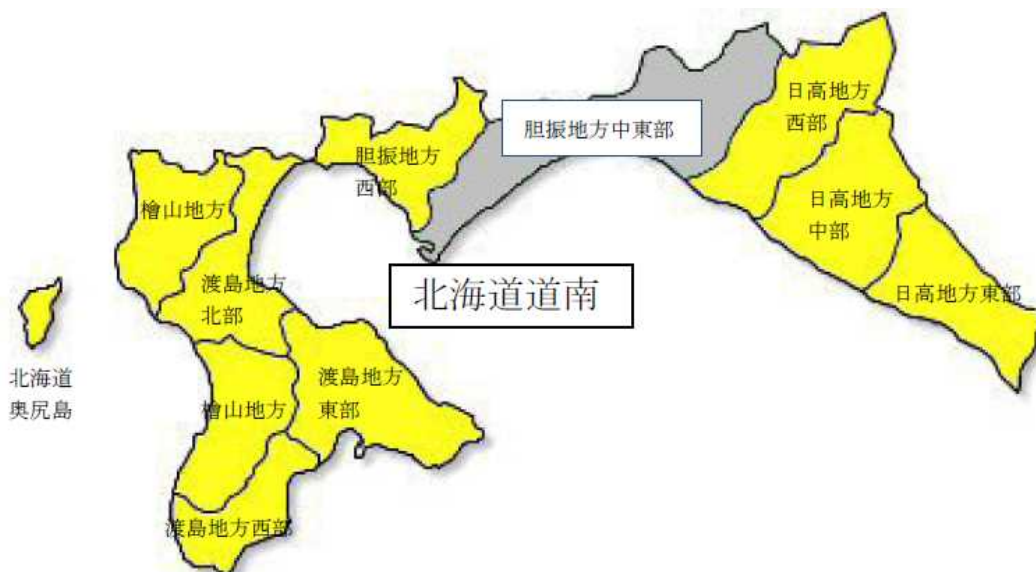 日高地方
西部
胆振地方中東部
胆振地方
西部
檜山地方
日高地方
中部
渡島地方
北部
北海道道南
日高地方東部
北海道
奥尻島
渡島地方
東部
檜山地方
渡島地方西部